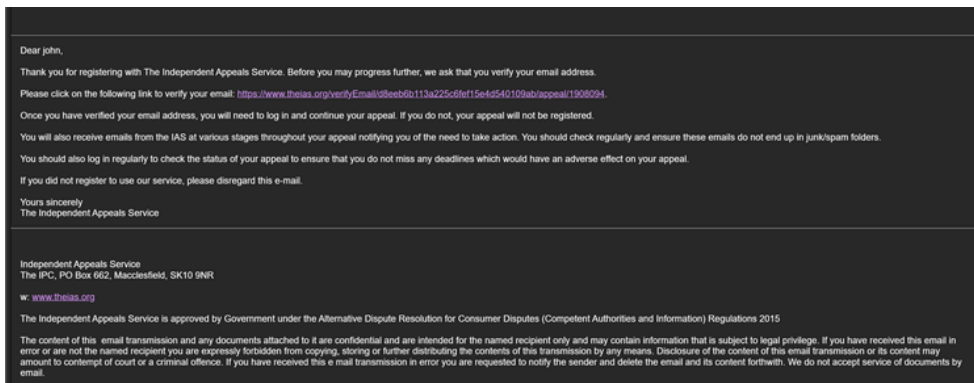 Dear john,
Thank you for registering with The Independent Appeals Service. Before you may progress further, we ask that you verify your email address.
Please click on the following link to verify your email: https://www.theias.org/verifyEmail/d8eeb6b113a225c6fef15e4d540109ab/appeal/1908094.
Once you have verified your email address, you will need to log in and continue your appeal. If you do not, your appeal will not be registered.
You will also receive emails from the IAS at various stages throughout your appeal notifying you of the need to take action. You should check regularly and ensure these emails do not end up in junk/spam folders.
You should also log in regularly to check the status of your appeal to ensure that you do not miss any deadlines which would have an adverse effect on your appeal.
If you did not register to use our service, please disregard this e-mail.
Yours sincerely
The Independent Appeals Service
Independent Appeals Service
The IPC, PO Box 662, Macclesfield, SK10 9NR
w: www.theias.org
The Independent Appeals Service is approved by Government under the Alternative Dispute Resolution for Consumer Disputes (Competent Authorities and Information) Regulations 2015
The content of this email transmission and any documents attached to it are confidential and are intended for the named recipient only and may contain information that is subject to legal privilege. If you have received this email in
error or are not the named recipient you are expressly forbidden from copying, storing or further distributing the contents of this transmission by any means. Disclosure of the content of this email transmission or its content may
amount to contempt of court or a criminal offence. If you have received this e mail transmission in error you are requested to notify the sender and delete the email and its content forthwith. We do not accept service of documents by
email.